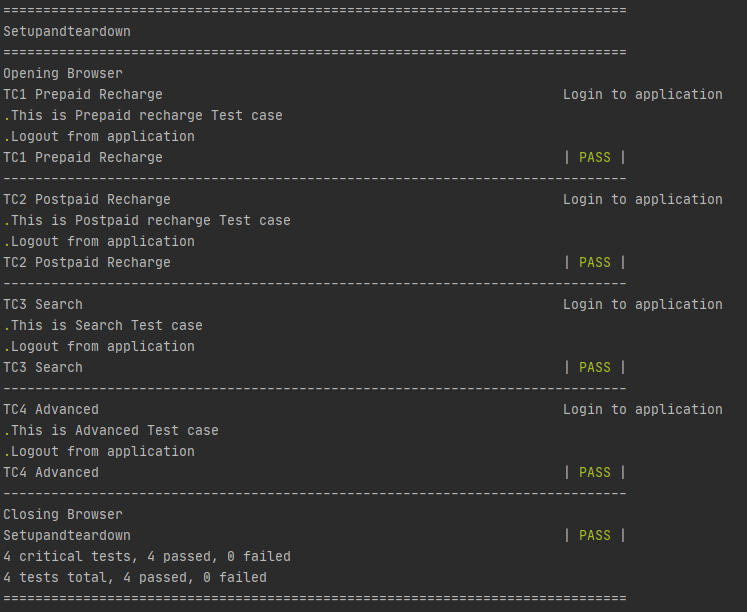 ==============================================================================
Setupandteardown
==============================================================================
Opening Browser
TC1 Prepaid Recharge                                                  Login to application
.This is Prepaid recharge Test case
.Logout from application
TC1 Prepaid Recharge                                                  | PASS |
------------------------------------------------------------------------------
TC2 Postpaid Recharge                                                 Login to application
.This is Postpaid recharge Test case
.Logout from application
TC2 Postpaid Recharge                                                 | PASS |
------------------------------------------------------------------------------
TC3 Search                                                            Login to application
.This is Search Test case
.Logout from application
TC3 Search                                                            | PASS |
------------------------------------------------------------------------------
TC4 Advanced                                                          Login to application
.This is Advanced Test case
.Logout from application
TC4 Advanced                                                          | PASS |
------------------------------------------------------------------------------
Closing Browser
Setupandteardown                                                      | PASS |
4 critical tests, 4 passed, 0 failed
4 tests total, 4 passed, 0 failed
==============================================================================